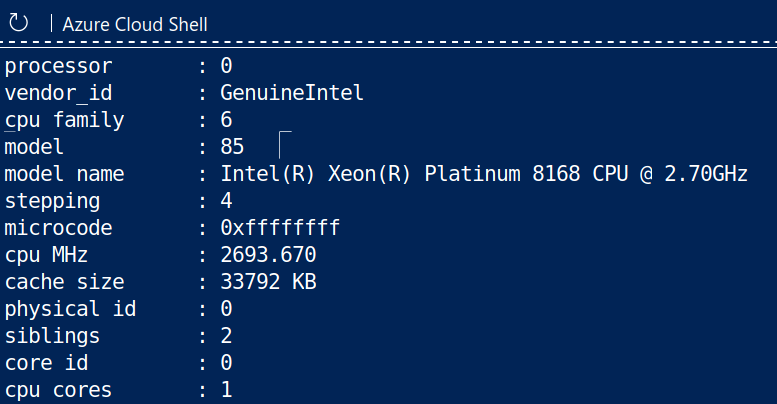 Azure Cloud Shell
processor : 0
vendor_id : GenuineIntel
cpu family : 6
model : 85
model name : Intel(R) Xeon(R) Platinum 8168 CPU @ 2.70GHz
stepping : 4
microcode : 0xffffffff
cpu MHz : 2693.670
cache size : 33792 KB
physical id : 0
siblings : 2
core id : 0
cpu cores : 1